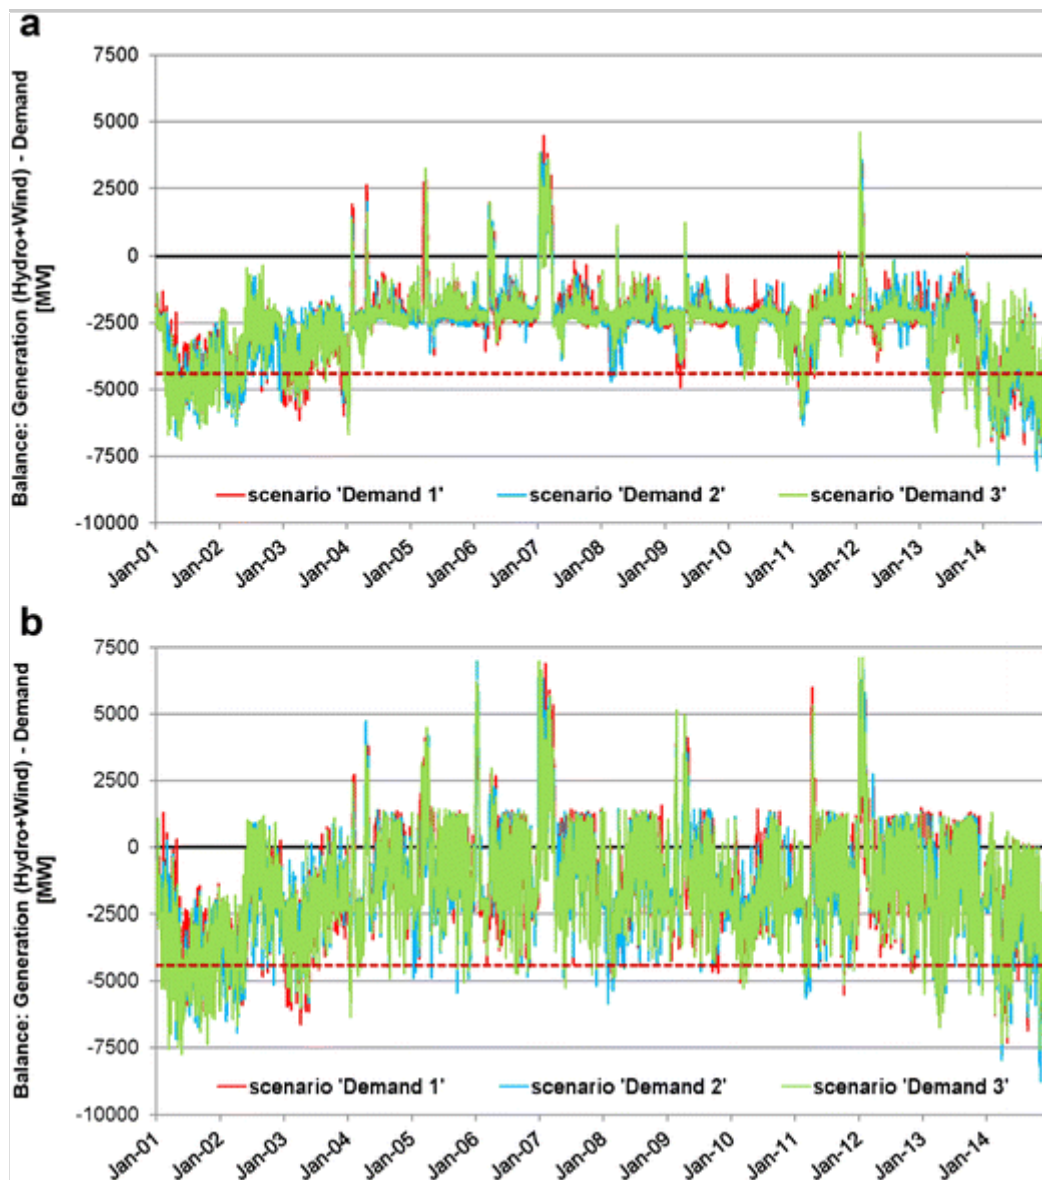 a
Balance: Generation (Hydro+Wind) - Demand
[MW]
7500
5000
2500
0
-2500
-5000
-7500
-10000
scenario 'Demand 1'
scenario 'Demand 2'
scenario 'Demand 3'
Jan-01
Jan-02
Jan-03
Jan-04
Jan-05
Jan-06
Jan-07
Jan-08
Jan-09
Jan-10
Jan-11
Jan-12
Jan-13
Jan-14
b
Balance: Generation (Hydro+Wind) - Demand
[MW]
7500
5000
2500
0
-2500
-5000
-7500
-10000
scenario 'Demand 1'
scenario 'Demand 2'
scenario 'Demand 3'
Jan-01
Jan-02
Jan-03
Jan-04
Jan-05
Jan-06
Jan-07
Jan-08
Jan-09
Jan-10
Jan-11
Jan-12
Jan-13
Jan-14